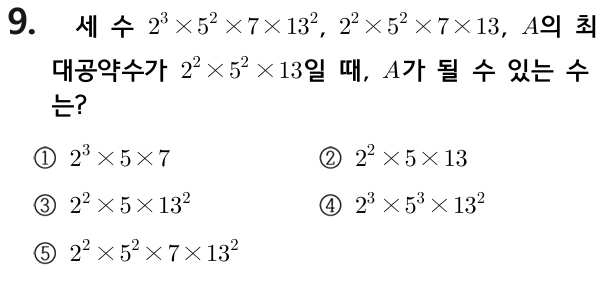 9. 세 수 2³×5²×7×13², 2²×5²×7×13, A의 최
대공약수가 2²×5²×13일 때, A가 될 수 있는 수
는?
① 2³×5×7 ② 2²×5×13
③ 2²×5×13² ④ 2³×5³×13²
⑤ 2²×5²×7×13²